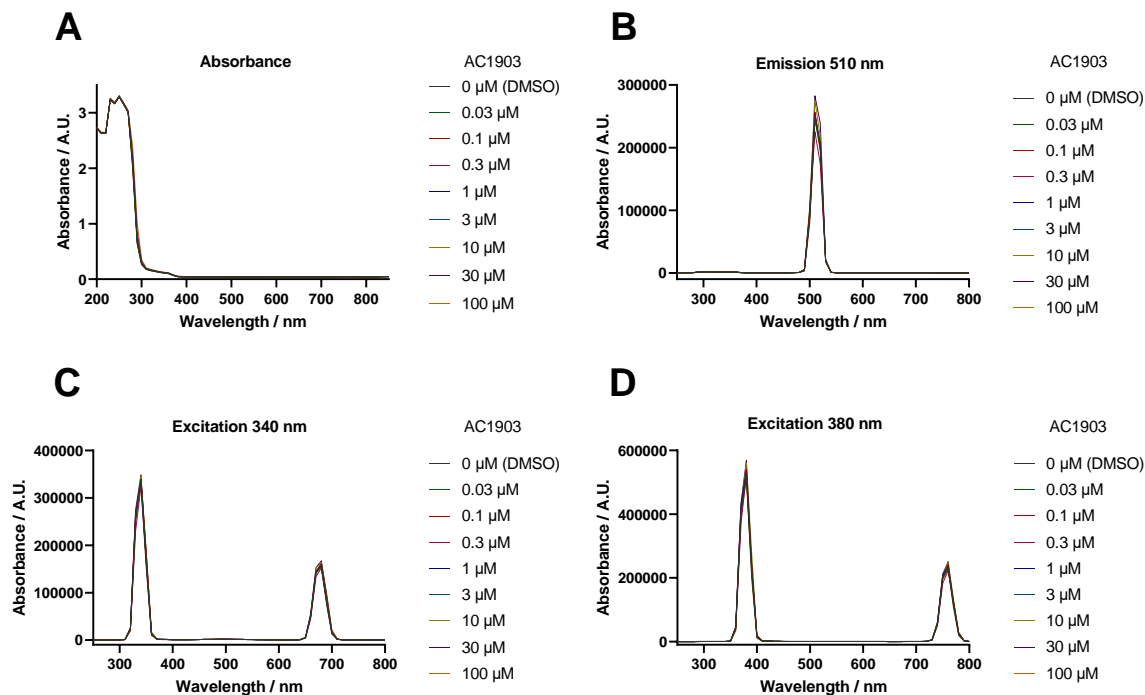 A
Absorbance
AC1903
0 µM (DMSO)
0.03 µM
0.1 µM
0.3 µM
1 µM
3 µM
10 µM
30 µM
100 µM
Absorbance / A.U.
3
2
1
0
200 300 400 500 600 700 800
Wavelength / nm
B
Emission 510 nm
AC1903
0 µM (DMSO)
0.03 µM
0.1 µM
0.3 µM
1 µM
3 µM
10 µM
30 µM
100 µM
Absorbance / A.U.
300000
200000
100000
0
300 400 500 600 700 800
Wavelength / nm
C
Excitation 340 nm
AC1903
0 µM (DMSO)
0.03 µM
0.1 µM
0.3 µM
1 µM
3 µM
10 µM
30 µM
100 µM
Absorbance / A.U.
400000
300000
200000
100000
0
300 400 500 600 700 800
Wavelength / nm
D
Excitation 380 nm
AC1903
0 µM (DMSO)
0.03 µM
0.1 µM
0.3 µM
1 µM
3 µM
10 µM
30 µM
100 µM
Absorbance / A.U.
600000
400000
200000
0
300 400 500 600 700 800
Wavelength / nm